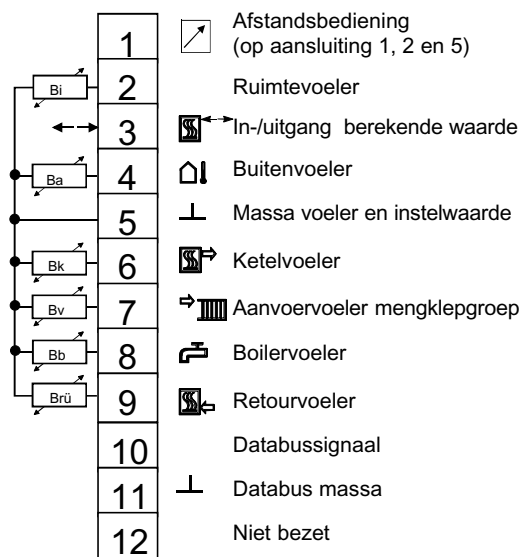 1 Afstandsbediening
(op aansluiting 1, 2 en 5)
Bi 2 Ruimtevoeler
3 In-/uitgang berekende waarde
Ba 4 Buitenvoeler
5 Massa voeler en instelwaarde
Bk 6 Ketelvoeler
Bv 7 Aanvoervoeler mengklepgroep
Bb 8 Boilervoeler
Brü 9 Retourvoeler
10 Databussignaal
11 Databus massa
12 Niet bezet